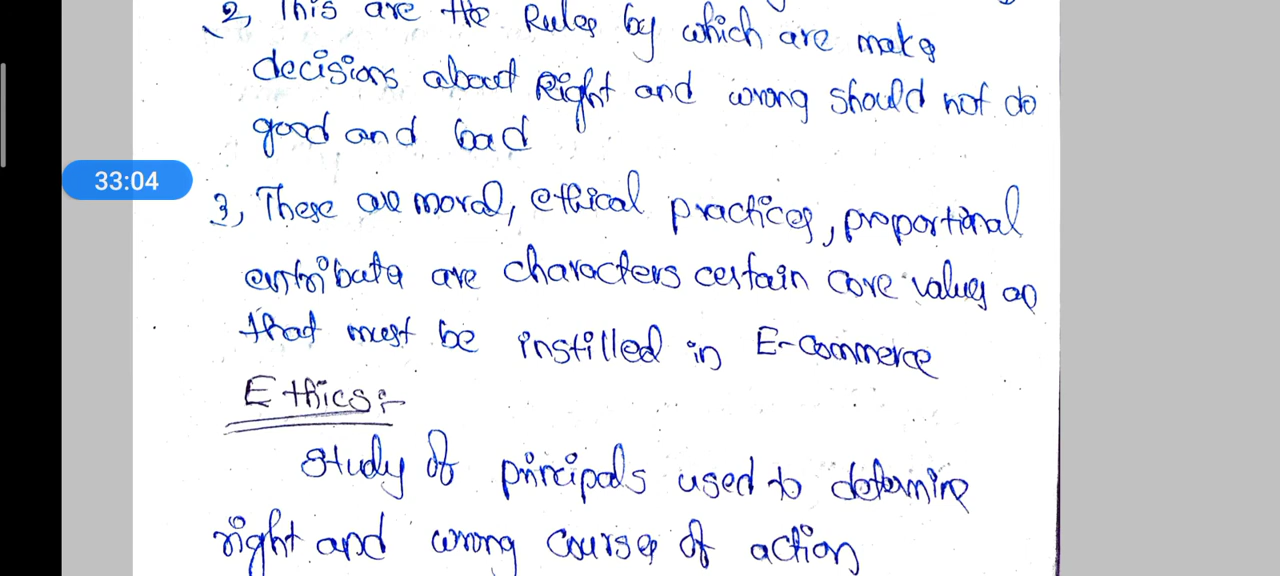 2, This are the Rules by which are make
decisions about Right and wrong should not do
good and bad
33:04
3, These are moral, ethical practices, proportional
are characters certain core values
that must be instilled in E-commerce
Ethics:-
Study of principals used to determine
right and wrong courses of action